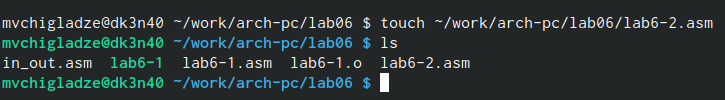 mvchigladze@dk3n40 ~/work/arch-pc/lab06 $ touch ~/work/arch-pc/lab06/lab6-2.asm
mvchigladze@dk3n40 ~/work/arch-pc/lab06 $ ls
in_out.asm  lab6-1  lab6-1.asm  lab6-1.o  lab6-2.asm
mvchigladze@dk3n40 ~/work/arch-pc/lab06 $